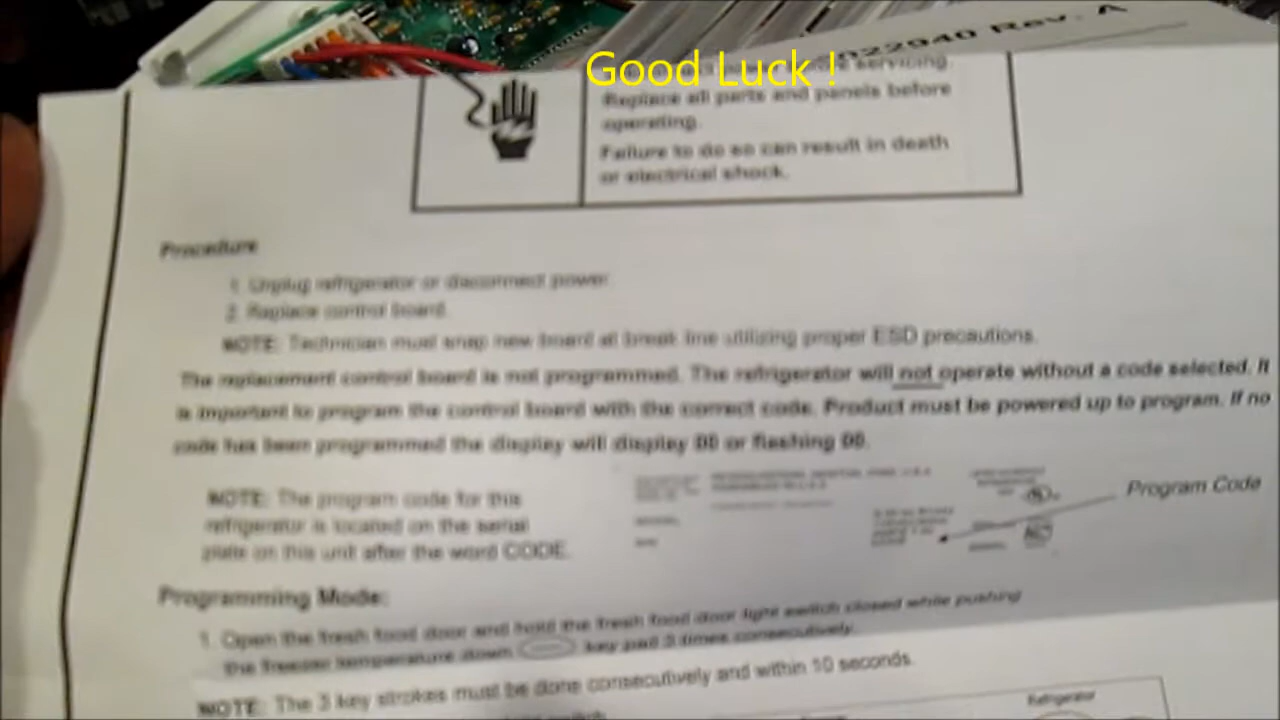 Good Luck !
022940 Rev. A
servicing.
Replace all parts and panels before
operating.
Failure to do so can result in death
or electrical shock.
Procedure
1. Unplug refrigerator or disconnect power.
2. Replace control board.
NOTE: Technician must snap new board at break line utilizing proper ESD precautions.
The replacement control board is not programmed. The refrigerator will not operate without a code selected. It
is important to program the control board with the correct code. Product must be powered up to program. If no
code has been programmed the display will display 00 or flashing 00.
NOTE: The program code for this
refrigerator is located on the serial
plate on this unit after the word CODE.
Program Code
Programming Mode:
1. Open the fresh food door and hold the fresh food door light switch closed while pushing
the freezer temperature down key pad 3 times consecutively.
NOTE: The 3 key strokes must be done consecutively and within 10 seconds.
switch.
Refrigerator